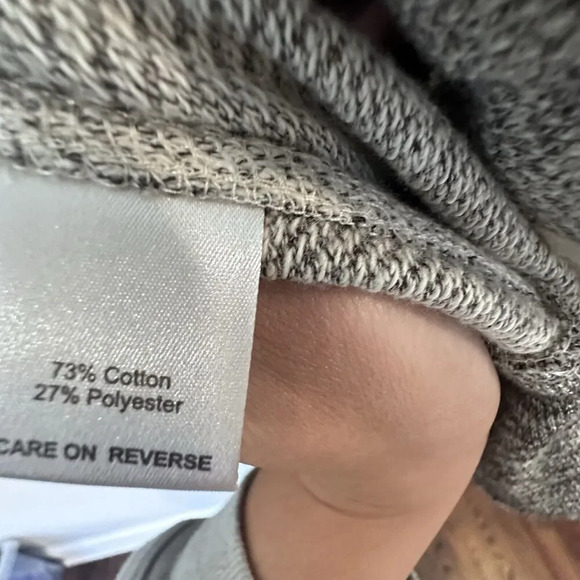 73% Cotton
27% Polyester
CARE ON REVERSE